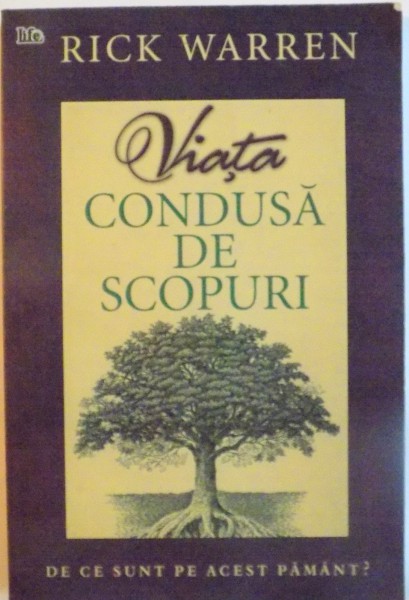 life.
RICK WARREN
Viața
CONDUSĂ
DE
SCOPURI
DE CE SUNT PE ACEST PĂMÂNT?